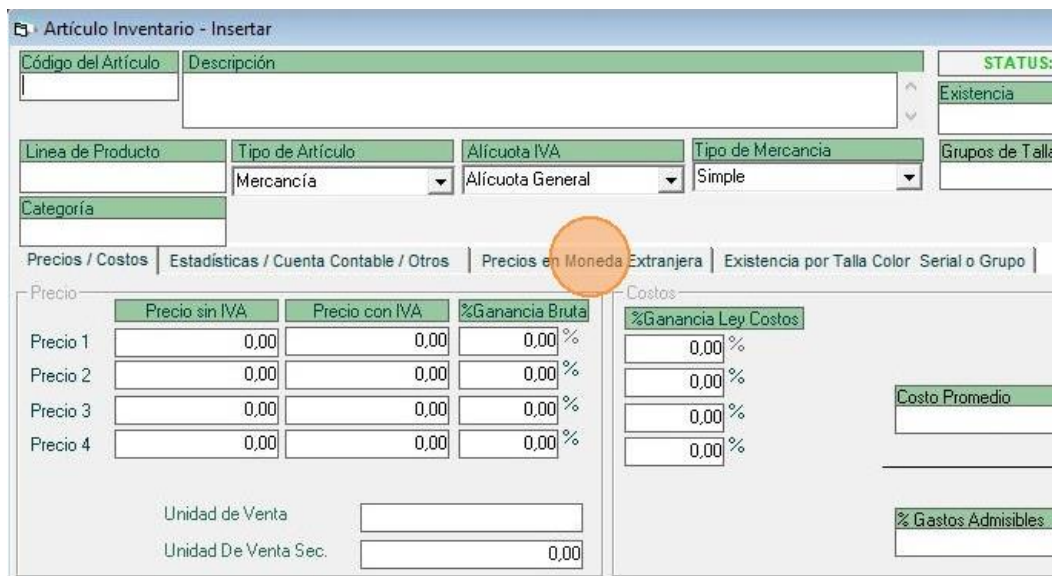 Artículo Inventario - Insertar
Código del Artículo Descripción STATUS:
Existencia
Linea de Producto Tipo de Artículo Alícuota IVA Tipo de Mercancia Grupos de Talla
Mercancía Alícuota General Simple
Categoría
Precios / Costos Estadísticas / Cuenta Contable / Otros Precios en Moneda Extranjera Existencia por Talla Color Serial o Grupo
Precio Costos
Precio sin IVA Precio con IVA %Ganancia Bruta %Ganancia Ley Costos
Precio 1 0,00 0,00 0,00 % 0,00 %
Precio 2 0,00 0,00 0,00 % 0,00 %
Costo Promedio
Precio 3 0,00 0,00 0,00 % 0,00 %
Precio 4 0,00 0,00 0,00 % 0,00 %
Unidad de Venta % Gastos Admisibles
Unidad De Venta Sec. 0,00